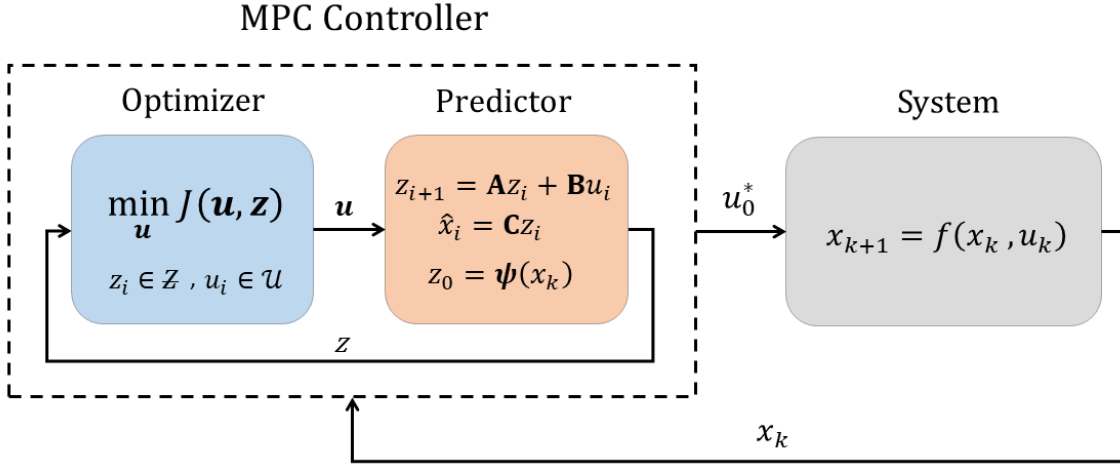 MPC Controller
Optimizer
Predictor
System
min J(𝒖, 𝒛)
𝒖
z_i ∈ Ƶ , u_i ∈ 𝒰
𝒖
z_{i+1} = 𝐀z_i + 𝐁u_i
x̂_i = 𝐂z_i
z_0 = 𝝍(x_k)
u_0^*
x_{k+1} = f(x_k , u_k)
z
x_k